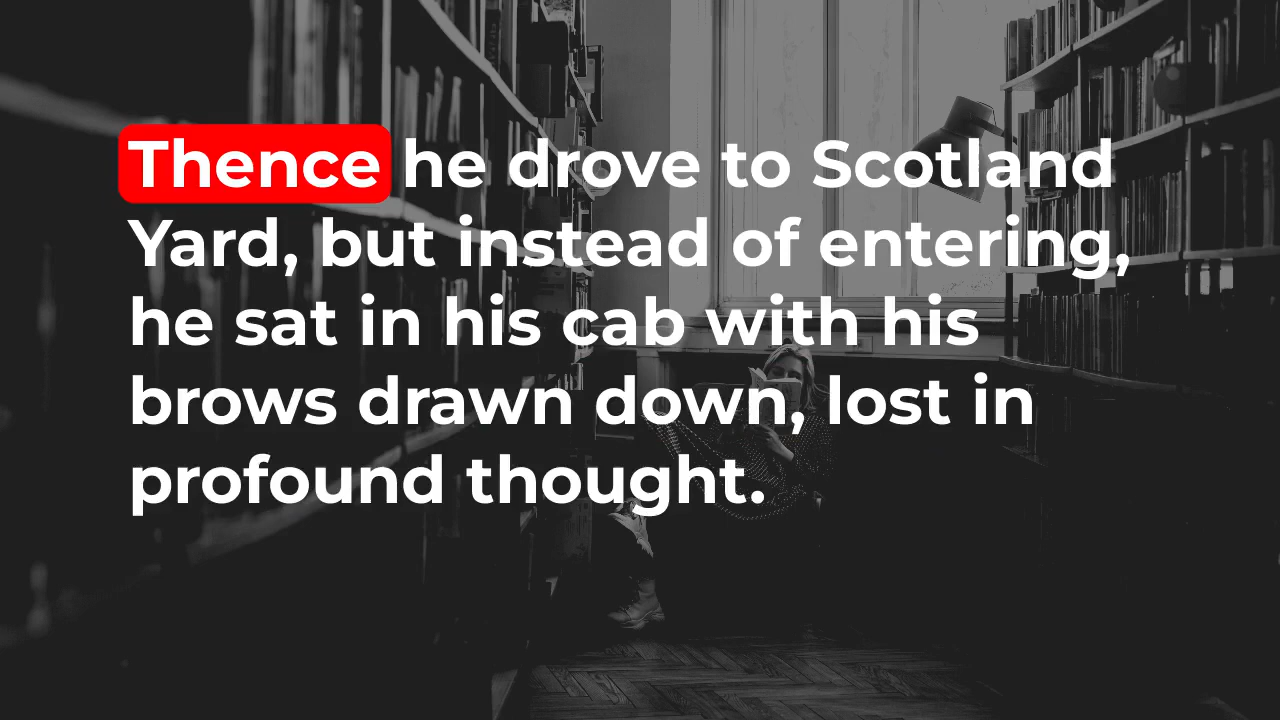 Thence he drove to Scotland
Yard, but instead of entering,
he sat in his cab with his
brows drawn down, lost in
profound thought.